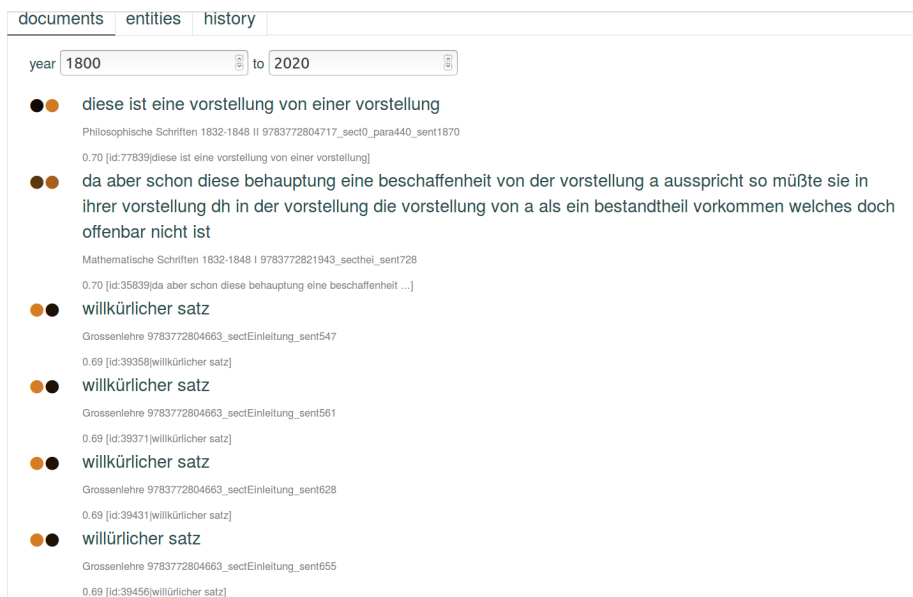 documents entities history
year 1800 to 2020
diese ist eine vorstellung von einer vorstellung
Philosophische Schriften 1832-1848 II 9783772804717_sect0_para440_sent1870
0.70 [id:77839|diese ist eine vorstellung von einer vorstellung]
da aber schon diese behauptung eine beschaffenheit von der vorstellung a ausspricht so müßte sie in
ihrer vorstellung dh in der vorstellung die vorstellung von a als ein bestandtheil vorkommen welches doch
offenbar nicht ist
Mathematische Schriften 1832-1848 I 9783772821943_secthei_sent728
0.70 [id:35839|da aber schon diese behauptung eine beschaffenheit ...]
willkürlicher satz
Grossenlehre 9783772804663_sectEinleitung_sent547
0.69 [id:39358|willkürlicher satz]
willkürlicher satz
Grossenlehre 9783772804663_sectEinleitung_sent561
0.69 [id:39371|willkürlicher satz]
willkürlicher satz
Grossenlehre 9783772804663_sectEinleitung_sent628
0.69 [id:39431|willkürlicher satz]
willürlicher satz
Grossenlehre 9783772804663_sectEinleitung_sent655
0.69 [id:39456|willürlicher satz]